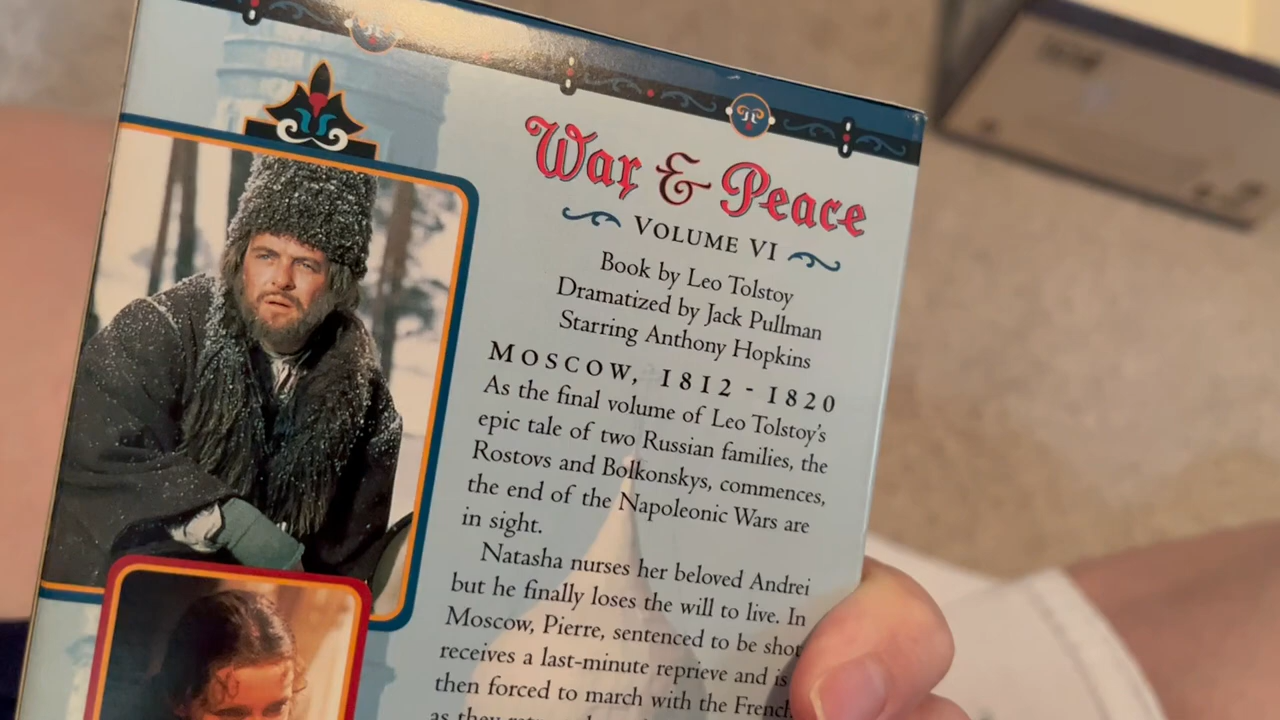 War & Peace
VOLUME VI
Book by Leo Tolstoy
Dramatized by Jack Pullman
Starring Anthony Hopkins
MOSCOW, 1812 - 1820
As the final volume of Leo Tolstoy's
epic tale of two Russian families, the
Rostovs and Bolkonskys, commences,
the end of the Napoleonic Wars are
in sight.
Natasha nurses her beloved Andrei
but he finally loses the will to live. In
Moscow, Pierre, sentenced to be shot
receives a last-minute reprieve and is
then forced to march with the French
as they